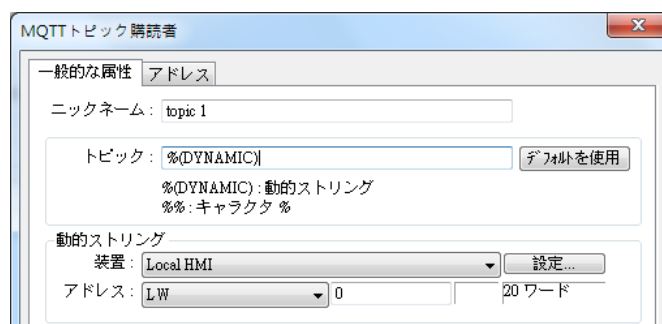 MQTTトピック購読者
一般的な属性 アドレス
ニックネーム : topic 1
トピック : %(DYNAMIC) デフォルトを使用
%(DYNAMIC) : 動的ストリング
%% : キャラクタ %
動的ストリング
装置 : Local HMI 設定...
アドレス : LW 0 20 ワード